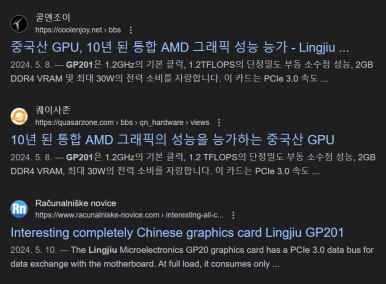 쿨엔조이
https://coolenjoy.net › bbs
중국산 GPU, 10년 된 통합 AMD 그래픽 성능 능가 - Lingjiu ...
2024. 5. 8. — GP201은 1.2GHz의 기본 클럭, 1.2TFLOPS의 단정밀도 부동 소수점 성능, 2GB
DDR4 VRAM 및 최대 30W의 전력 소비를 자랑합니다. 이 카드는 PCIe 3.0 속도 ...
퀘이사존
https://quasarzone.com › bbs › qn_hardware › views
10년 된 통합 AMD 그래픽의 성능을 능가하는 중국산 GPU
2024. 5. 8. — GP201은 1.2GHz의 기본 클럭, 1.2 TFLOPS의 단정밀도 부동 소수점 성능, 2GB
DDR4 VRAM, 최대 30W의 전력 소비를 자랑합니다. 이 카드는 PCIe 3.0 속도 ...
Rn
Računalniške novice
https://www.racunalniske-novice.com › interesting-all-c...
Interesting completely Chinese graphics card Lingjiu GP201
2024. 5. 10. — The Lingjiu Microelectronics GP20 graphics card has a PCIe 3.0 data bus for
data exchange with the motherboard. At full load, it consumes only ...